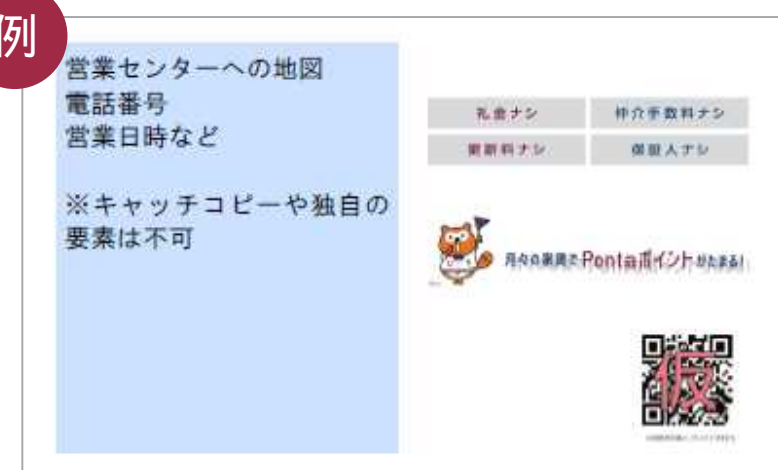 例
営業センターへの地図
電話番号
営業日時など
※キャッチコピーや独自の
要素は不可
礼金ナシ
仲介手数料ナシ
更新料ナシ
保証人ナシ
月々の家賃でPontaポイントがたまる!
仮